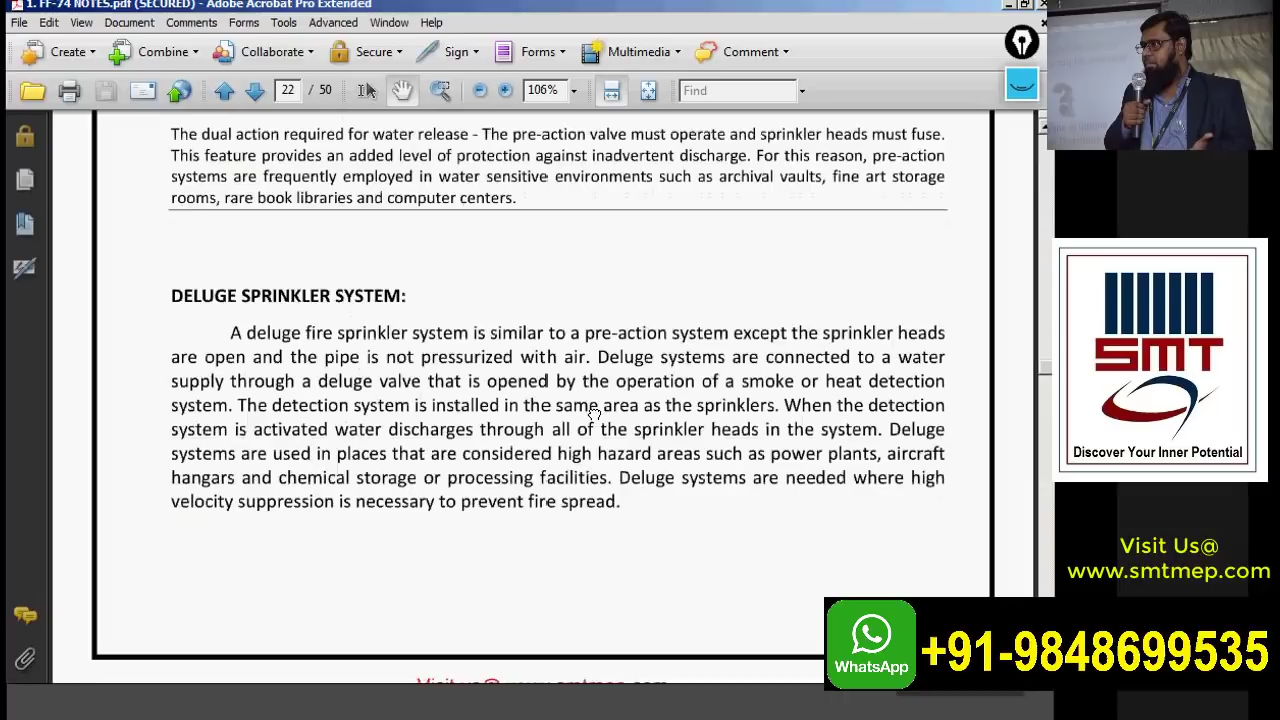 1. FF-74 NOTES.pdf (SECURED) - Adobe Acrobat Pro Extended
File Edit View Document Comments Forms Tools Advanced Window Help
Create Combine Collaborate Secure Sign Forms Multimedia Comment
22 / 50 106% Find
The dual action required for water release - The pre-action valve must operate and sprinkler heads must fuse.
This feature provides an added level of protection against inadvertent discharge. For this reason, pre-action
systems are frequently employed in water sensitive environments such as archival vaults, fine art storage
rooms, rare book libraries and computer centers.
DELUGE SPRINKLER SYSTEM:
A deluge fire sprinkler system is similar to a pre-action system except the sprinkler heads
are open and the pipe is not pressurized with air. Deluge systems are connected to a water
supply through a deluge valve that is opened by the operation of a smoke or heat detection
system. The detection system is installed in the same area as the sprinklers. When the detection
system is activated water discharges through all of the sprinkler heads in the system. Deluge
systems are used in places that are considered high hazard areas such as power plants, aircraft
hangars and chemical storage or processing facilities. Deluge systems are needed where high
velocity suppression is necessary to prevent fire spread.
SMT
Discover Your Inner Potential
Visit Us@
www.smtmep.com
WhatsApp
+91-9848699535